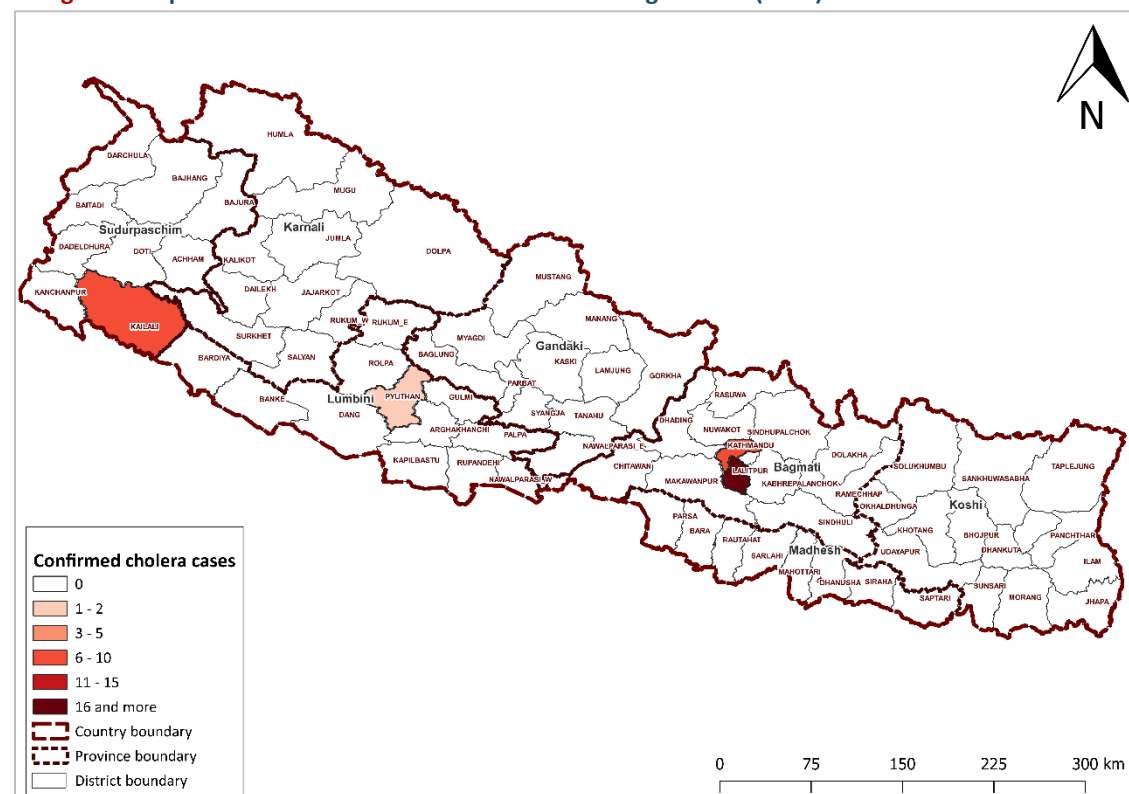 N
HUMLA
DARCHULA
BAJHANG
MUGU
BAITADI
BAJURA
Sudurpaschim
Karnali
JUMLA
DADELDHURA
DOTI
ACHHAM
KALIKOT
DOLPA
MUSTANG
KANCHANPUR
DAILEKH
JAJARKOT
MANANG
KAILALI
RUKUM_W
RUKUM_E
SURKHET
MYAGDI
Gandaki
BARDIYA
SALYAN
ROLPA
BAGLUNG
KASKI
LAMJUNG
GORKHA
PARBAT
RASUWA
BANKE
Lumbini
PYUTHAN
GULMI
DANG
SYANGJA
TANAHU
DHADING
NUWAKOT
SINDHUPALCHOK
ARGHAKHANCHI
PALPA
NAWALPARASI_E
KATHMANDU
DOLAKHA
KAPILBASTU
RUPANDEHI
CHITAWAN
LALITPUR
Bagmati
SOLUKHUMBU
TAPLEJUNG
NAWALPARASI_W
MAKAWANPUR
KABHREPALANCHOK
SANKHUWASABHA
RAMECHHAP
OKHALDHUNGA
Koshi
PARSA
BARA
SINDHULI
KHOTANG
BHOJPUR
PANCHTHAR
RAUTAHAT
SARLAHI
Madhesh
UDAYAPUR
DHANKUTA
ILAM
MAHOTTARI
DHANUSHA
SIRAHA
SAPTARI
SUNSARI
MORANG
JHAPA
Confirmed cholera cases
0
1 - 2
3 - 5
6 - 10
11 - 15
16 and more
Country boundary
Province boundary
District boundary
0 75 150 225 300 km